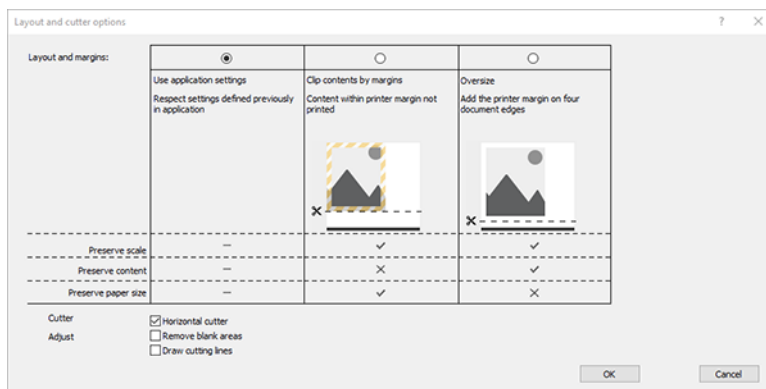 Layout and cutter options
Layout and margins:
Use application settings
Respect settings defined previously
in application
Clip contents by margins
Content within printer margin not
printed
Oversize
Add the printer margin on four
document edges
Preserve scale
Preserve content
Preserve paper size
Cutter
Horizontal cutter
Adjust
Remove blank areas
Draw cutting lines
OK
Cancel